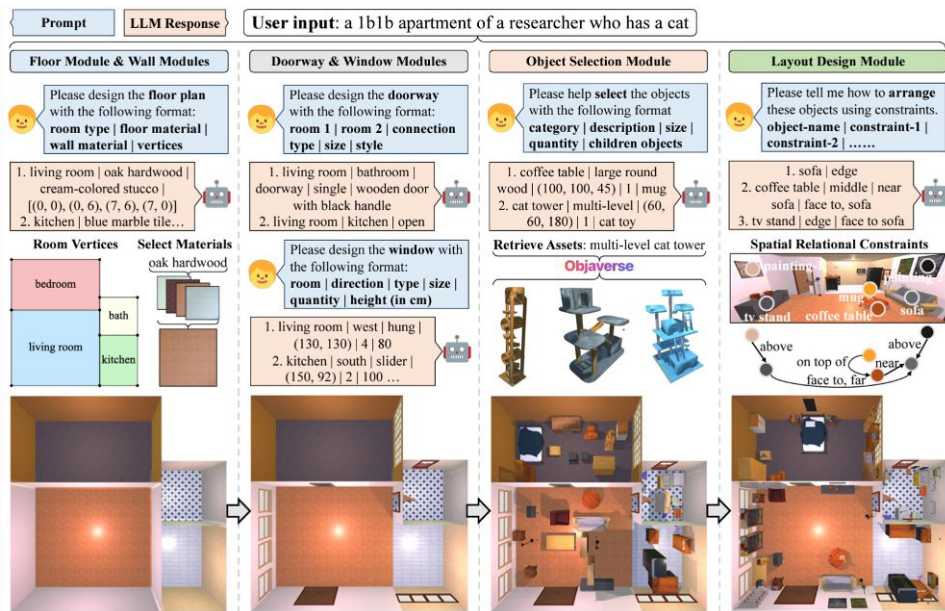 Prompt
LLM Response
User input: a 1b1b apartment of a researcher who has a cat
Floor Module & Wall Modules
Please design the floor plan
with the following format:
room type | floor material |
wall material | vertices
1. living room | oak hardwood |
cream-colored stucco |
[(0, 0), (0, 6), (7, 6), (7, 0)]
2. kitchen | blue marble tile…
Room Vertices
Select Materials
oak hardwood
bedroom
bath
living room
kitchen
Doorway & Window Modules
Please design the doorway
with the following format:
room 1 | room 2 | connection
type | size | style
1. living room | bathroom |
doorway | single | wooden door
with black handle
2. living room | kitchen | open
Please design the window with
the following format:
room | direction | type | size |
quantity | height (in cm)
1. living room | west | hung |
(130, 130) | 4 | 80
2. kitchen | south | slider |
(150, 92) | 2 | 100 …
Object Selection Module
Please help select the objects
with the following format
category | description | size |
quantity | children objects
1. coffee table | large round
wood | (100, 100, 45) | 1 | mug
2. cat tower | multi-level | (60,
60, 180) | 1 | cat toy
Retrieve Assets: multi-level cat tower
Objaverse
Layout Design Module
Please tell me how to arrange
these objects using constraints.
object-name | constraint-1 |
constraint-2 | ……
1. sofa | edge
2. coffee table | middle | near
sofa | face to, sofa
3. tv stand | edge | face to sofa
Spatial Relational Constraints
mug
sofa
tv stand
coffee table
above
above
on top of
near
face to, far